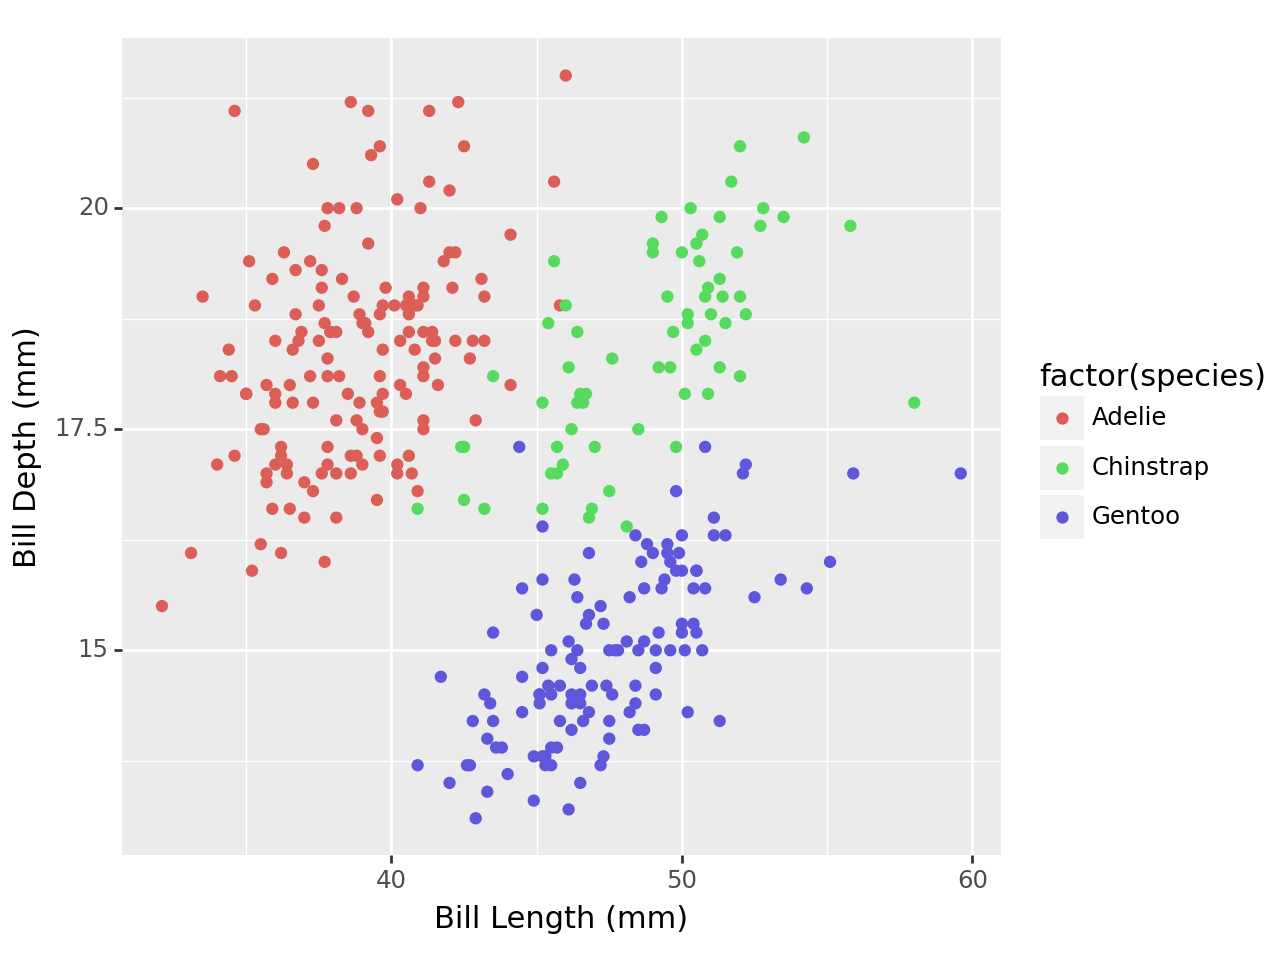 20
17.5
15
Bill Depth (mm)
40
50
60
Bill Length (mm)
factor(species)
Adelie
Chinstrap
Gentoo